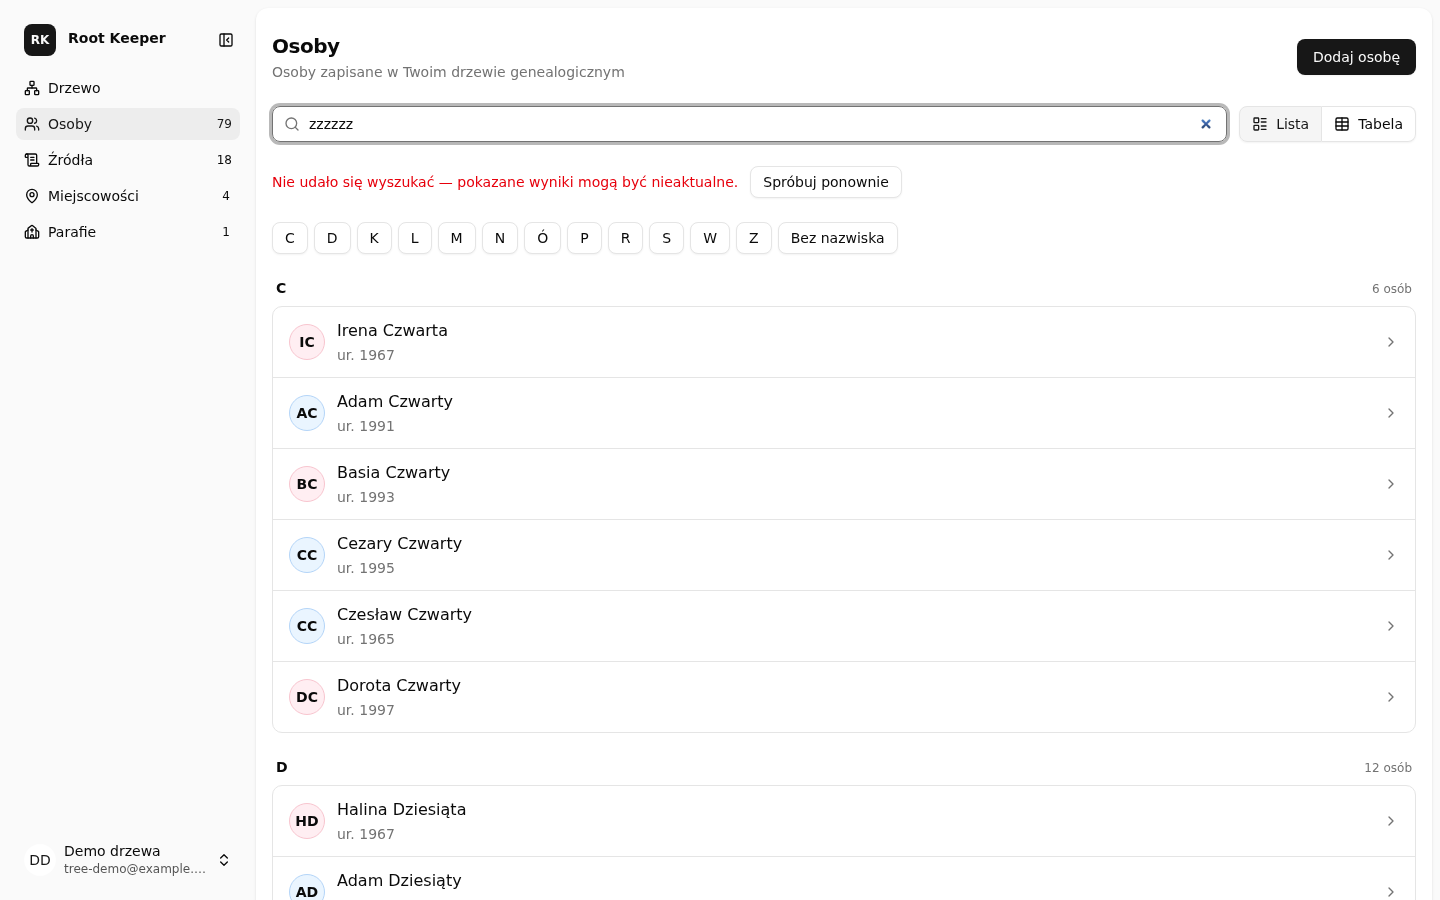 RK
Root Keeper
Drzewo
Osoby 79
Źródła 18
Miejscowości 4
Parafie 1
Demo drzewa
DD
tree-demo@example.…
Osoby
Osoby zapisane w Twoim drzewie genealogicznym
Dodaj osobę
zzzzzz
Lista
Tabela
Nie udało się wyszukać — pokazane wyniki mogą być nieaktualne.
Spróbuj ponownie
C D K L M N Ó P R S W Z Bez nazwiska
C
6 osób
IC
Irena Czwarta
ur. 1967
AC
Adam Czwarty
ur. 1991
BC
Basia Czwarty
ur. 1993
CC
Cezary Czwarty
ur. 1995
CC
Czesław Czwarty
ur. 1965
DC
Dorota Czwarty
ur. 1997
D
12 osób
HD
Halina Dziesiąta
ur. 1967
AD
Adam Dziesiąty